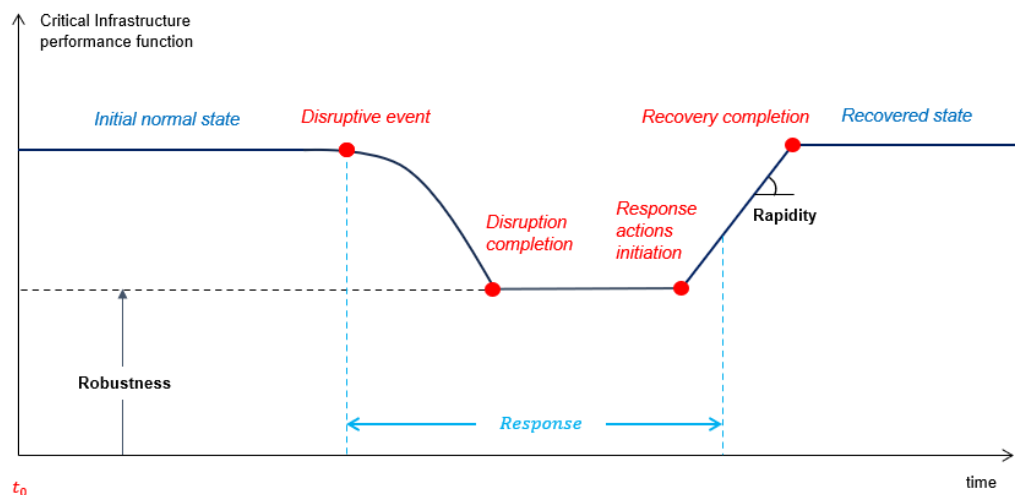 Critical Infrastructure
performance function
Initial normal state
Disruptive event
Recovery completion
Recovered state
Disruption
completion
Response
actions
initiation
Rapidity
Robustness
Response
time
t₀